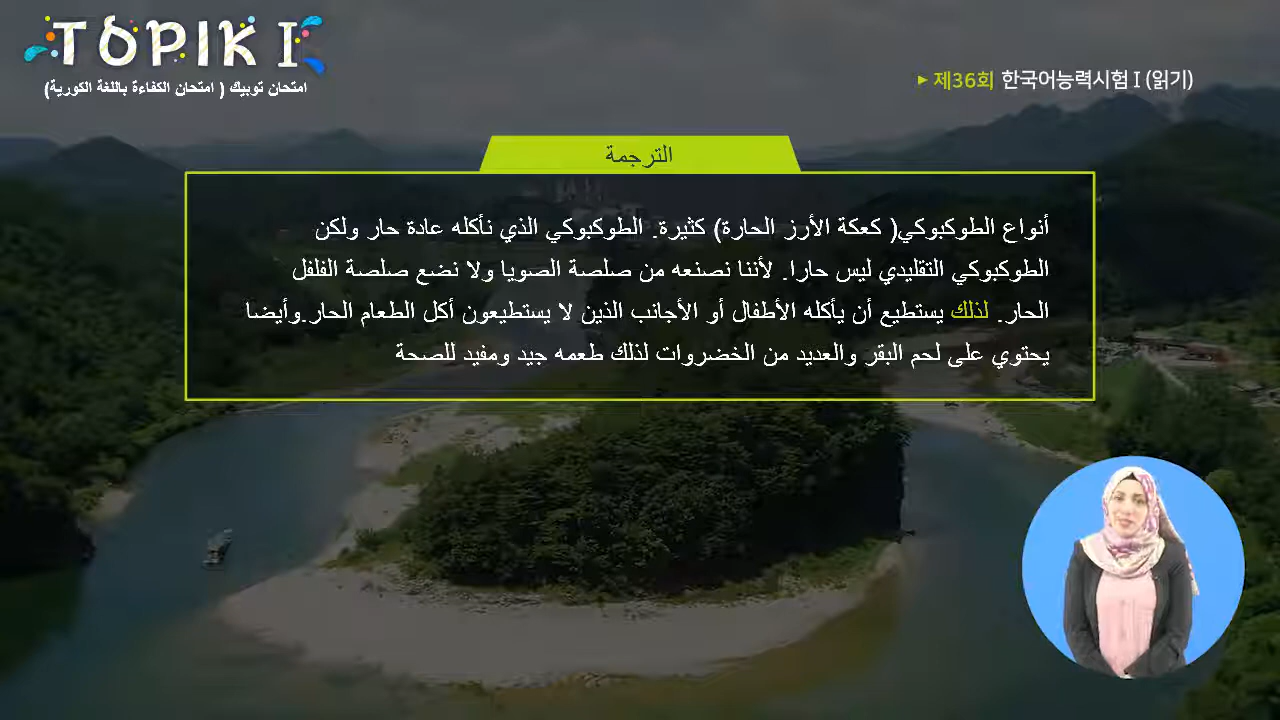 TOPIK I
امتحان توبيك ( امتحان الكفاءة باللغة الكورية)
▶ 제36회 한국어능력시험 I (읽기)
الترجمة
أنواع الطوكبوكي( كعكة الأرز الحارة) كثيرة. الطوكبوكي الذي نأكله عادة حار ولكن
الطوكبوكي التقليدي ليس حارا. لأننا نصنعه من صلصة الصويا ولا نضع صلصة الفلفل
الحار. لذلك يستطيع أن يأكله الأطفال أو الأجانب الذين لا يستطيعون أكل الطعام الحار.وأيضا
يحتوي على لحم البقر والعديد من الخضروات لذلك طعمه جيد ومفيد للصحة